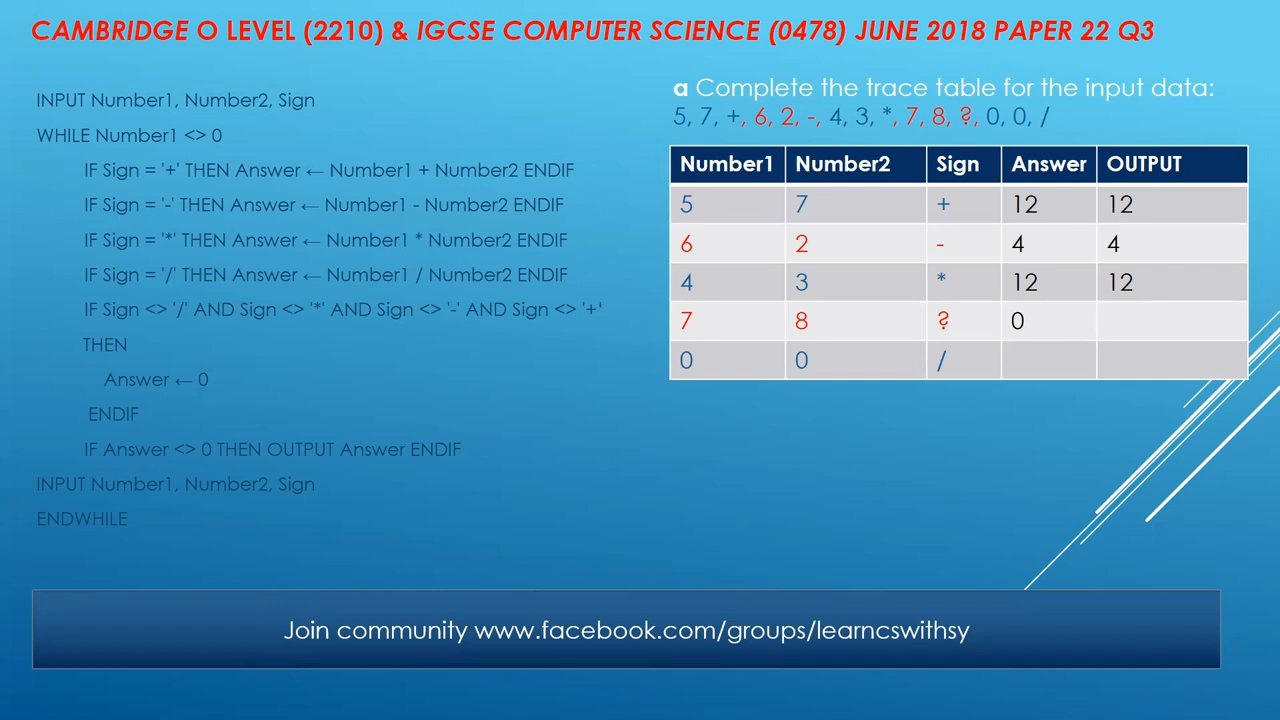 CAMBRIDGE O LEVEL (2210) & IGCSE COMPUTER SCIENCE (0478) JUNE 2018 PAPER 22 Q3
INPUT Number1, Number2, Sign
WHILE Number1 <> 0
IF Sign = '+' THEN Answer ← Number1 + Number2 ENDIF
IF Sign = '-' THEN Answer ← Number1 - Number2 ENDIF
IF Sign = '*' THEN Answer ← Number1 * Number2 ENDIF
IF Sign = '/' THEN Answer ← Number1 / Number2 ENDIF
IF Sign <> '/' AND Sign <> '*' AND Sign <> '-' AND Sign <> '+‘
THEN
Answer ← 0
ENDIF
IF Answer <> 0 THEN OUTPUT Answer ENDIF
INPUT Number1, Number2, Sign
ENDWHILE
a Complete the trace table for the input data:
5, 7, +, 6, 2, -, 4, 3, *, 7, 8, ?, 0, 0, /
Number1 Number2 Sign Answer OUTPUT
5 7 + 12 12
6 2 - 4 4
4 3 * 12 12
7 8 ? 0
0 0 /
Join community www.facebook.com/groups/learncswithsy